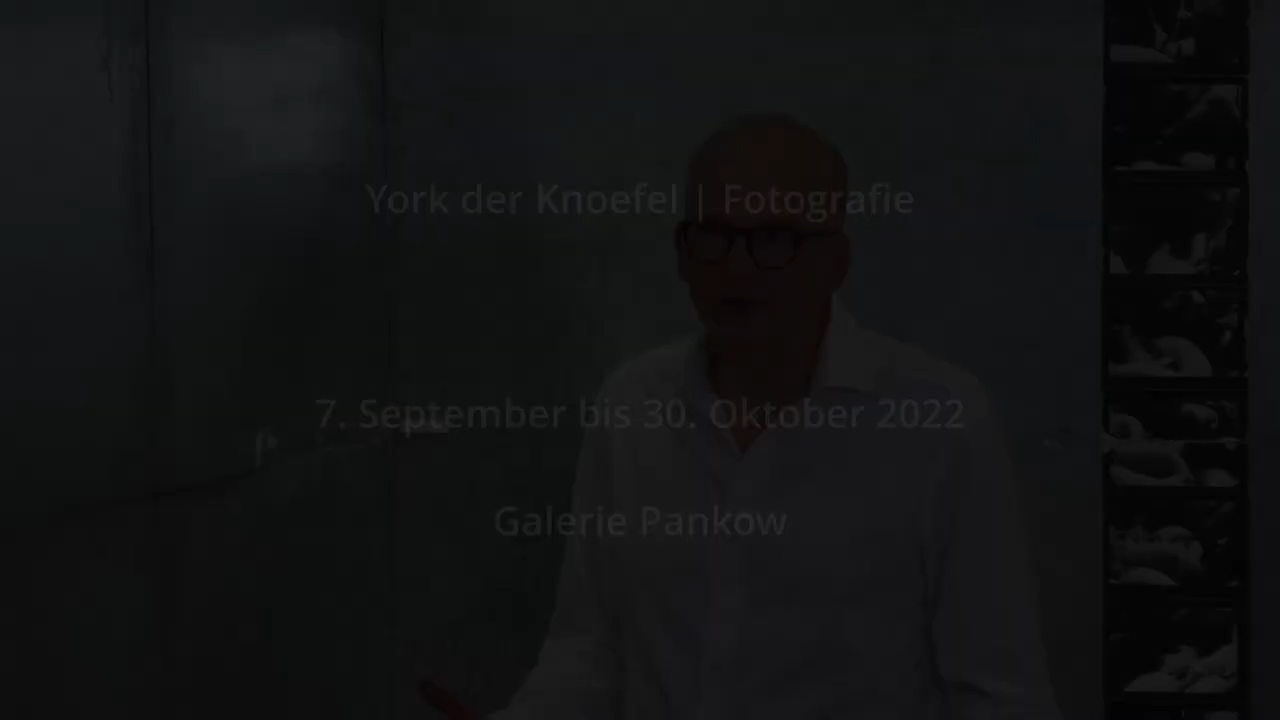 York der Knoefel | Fotografie
7. September bis 30. Oktober 2022
Galerie Pankow